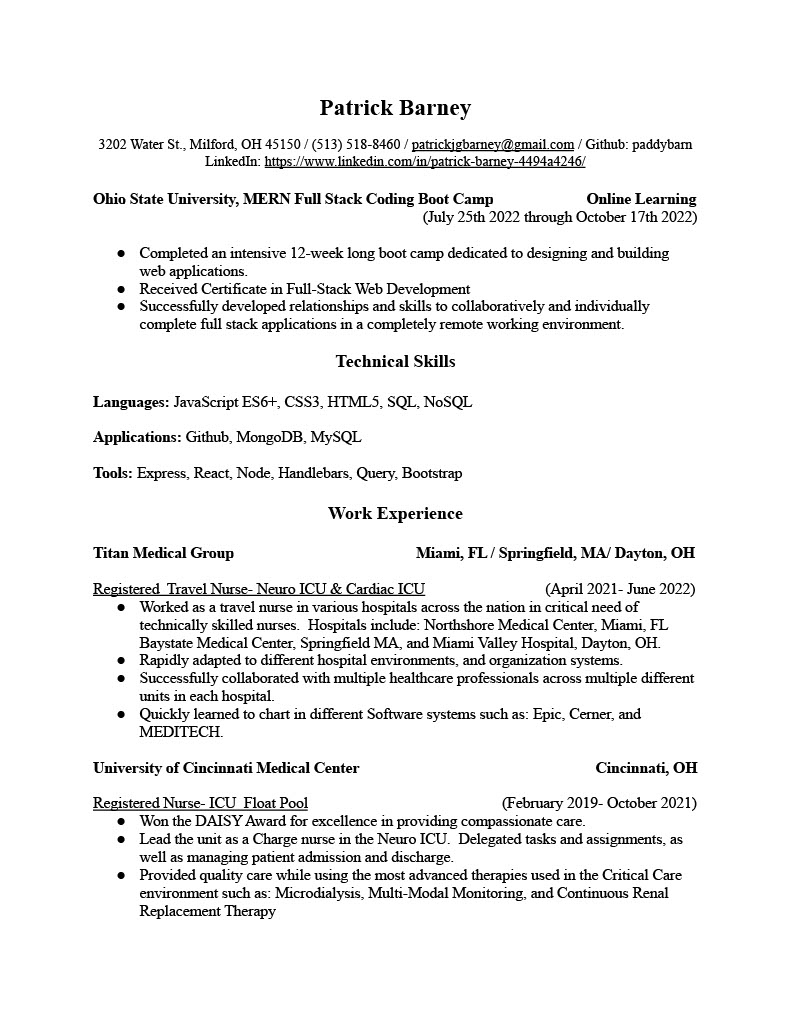 Patrick Barney
3202 Water St., Milford, OH 45150 / (513) 518-8460 / patrickjgbarney@gmail.com / Github: paddybarn
LinkedIn: https://www.linkedin.com/in/patrick-barney-4494a4246/
Ohio State University, MERN Full Stack Coding Boot Camp Online Learning
(July 25th 2022 through October 17th 2022)
● Completed an intensive 12-week long boot camp dedicated to designing and building
web applications.
● Received Certificate in Full-Stack Web Development
● Successfully developed relationships and skills to collaboratively and individually
complete full stack applications in a completely remote working environment.
Technical Skills
Languages: JavaScript ES6+, CSS3, HTML5, SQL, NoSQL
Applications: Github, MongoDB, MySQL
Tools: Express, React, Node, Handlebars, Query, Bootstrap
Work Experience
Titan Medical Group Miami, FL / Springfield, MA/ Dayton, OH
Registered Travel Nurse- Neuro ICU & Cardiac ICU (April 2021- June 2022)
● Worked as a travel nurse in various hospitals across the nation in critical need of
technically skilled nurses. Hospitals include: Northshore Medical Center, Miami, FL
Baystate Medical Center, Springfield MA, and Miami Valley Hospital, Dayton, OH.
● Rapidly adapted to different hospital environments, and organization systems.
● Successfully collaborated with multiple healthcare professionals across multiple different
units in each hospital.
● Quickly learned to chart in different Software systems such as: Epic, Cerner, and
MEDITECH.
University of Cincinnati Medical Center Cincinnati, OH
Registered Nurse- ICU Float Pool (February 2019- October 2021)
● Won the DAISY Award for excellence in providing compassionate care.
● Lead the unit as a Charge nurse in the Neuro ICU. Delegated tasks and assignments, as
well as managing patient admission and discharge.
● Provided quality care while using the most advanced therapies used in the Critical Care
environment such as: Microdialysis, Multi-Modal Monitoring, and Continuous Renal
Replacement Therapy